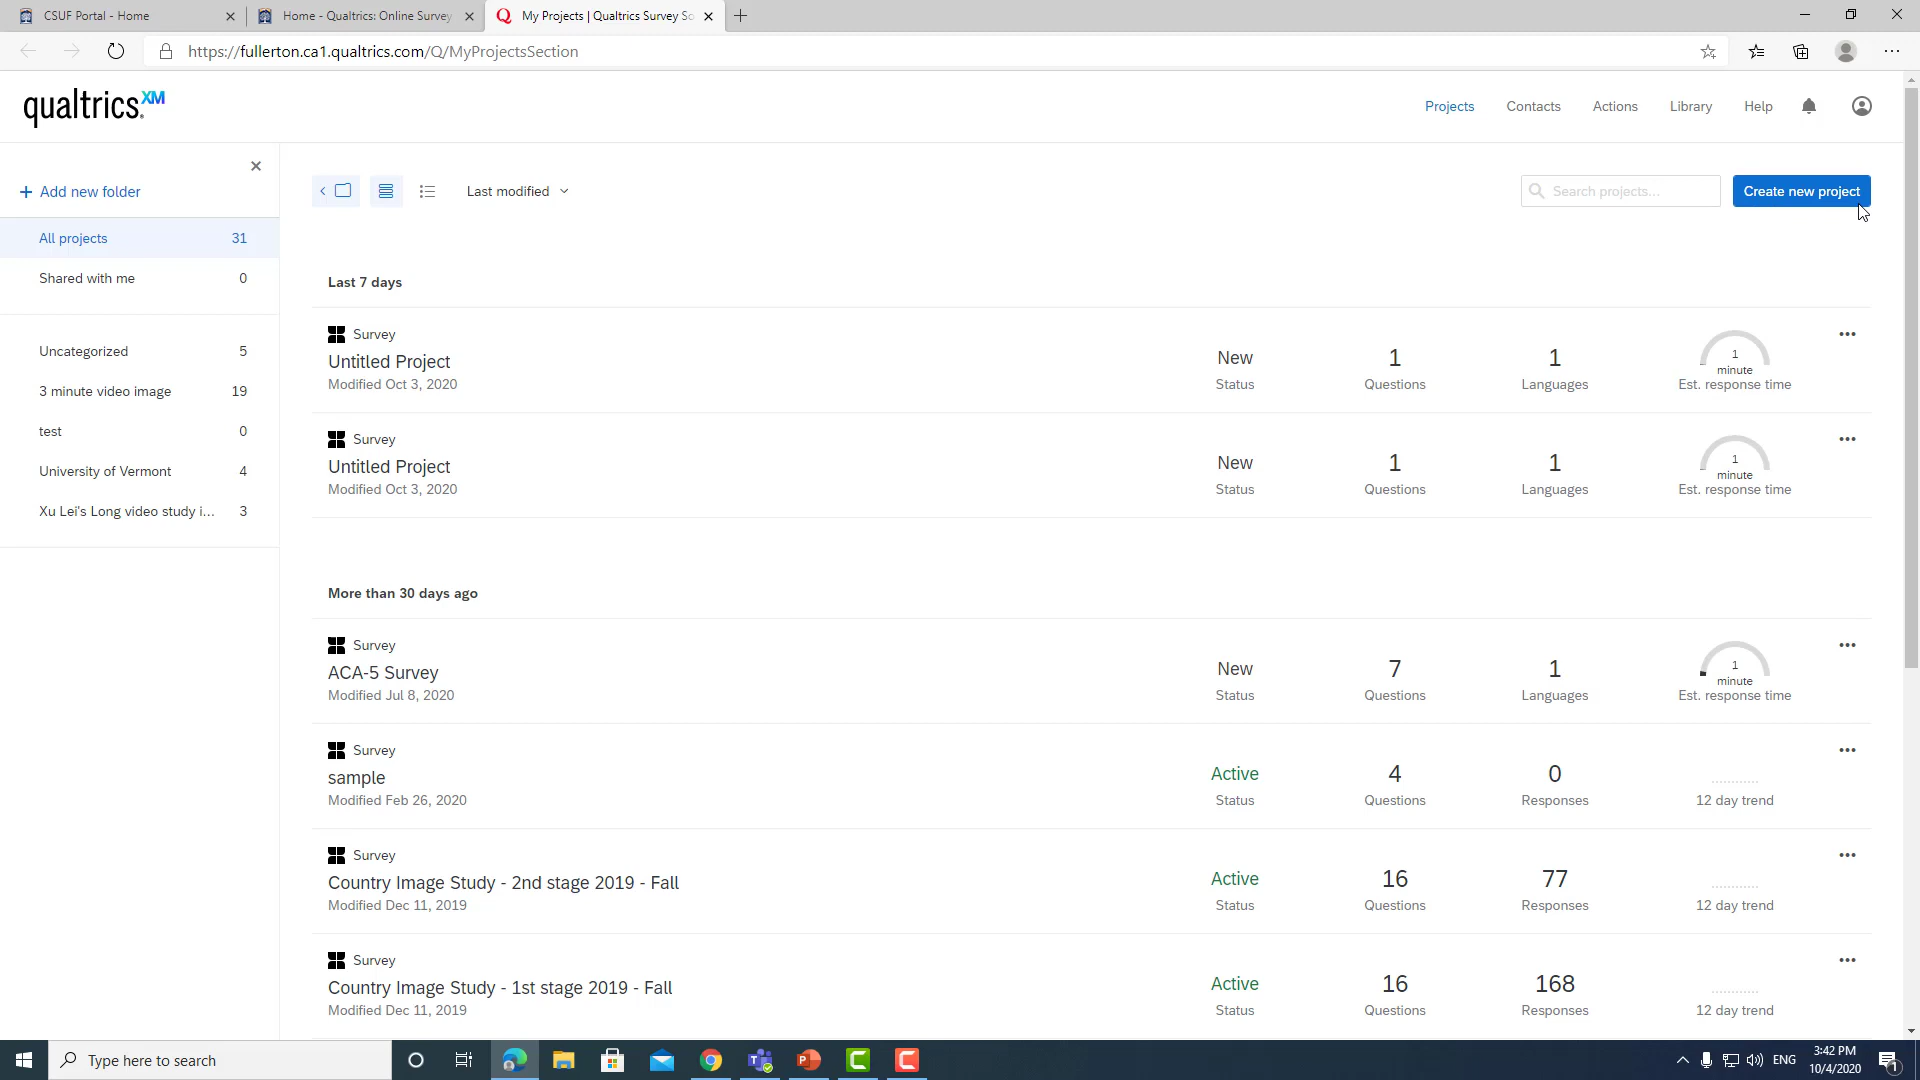 CSUF Portal - Home
Home - Qualtrics: Online Survey
My Projects | Qualtrics Survey So
https://fullerton.ca1.qualtrics.com/Q/MyProjectsSection
qualtrics XM
Projects
Contacts
Actions
Library
Help
Add new folder
Last modified
Search projects...
Create new project
All projects 31
Shared with me 0
Uncategorized 5
3 minute video image 19
test 0
University of Vermont 4
Xu Lei's Long video study i... 3
Last 7 days
Survey
Untitled Project
Modified Oct 3, 2020
New
Status
1
Questions
1
Languages
1
minute
Est. response time
Survey
Untitled Project
Modified Oct 3, 2020
New
Status
1
Questions
1
Languages
1
minute
Est. response time
More than 30 days ago
Survey
ACA-5 Survey
Modified Jul 8, 2020
New
Status
7
Questions
1
Languages
1
minute
Est. response time
Survey
sample
Modified Feb 26, 2020
Active
Status
4
Questions
0
Responses
12 day trend
Survey
Country Image Study - 2nd stage 2019 - Fall
Modified Dec 11, 2019
Active
Status
16
Questions
77
Responses
12 day trend
Survey
Country Image Study - 1st stage 2019 - Fall
Modified Dec 11, 2019
Active
Status
16
Questions
168
Responses
12 day trend
Type here to search
ENG
3:42 PM
10/4/2020
1